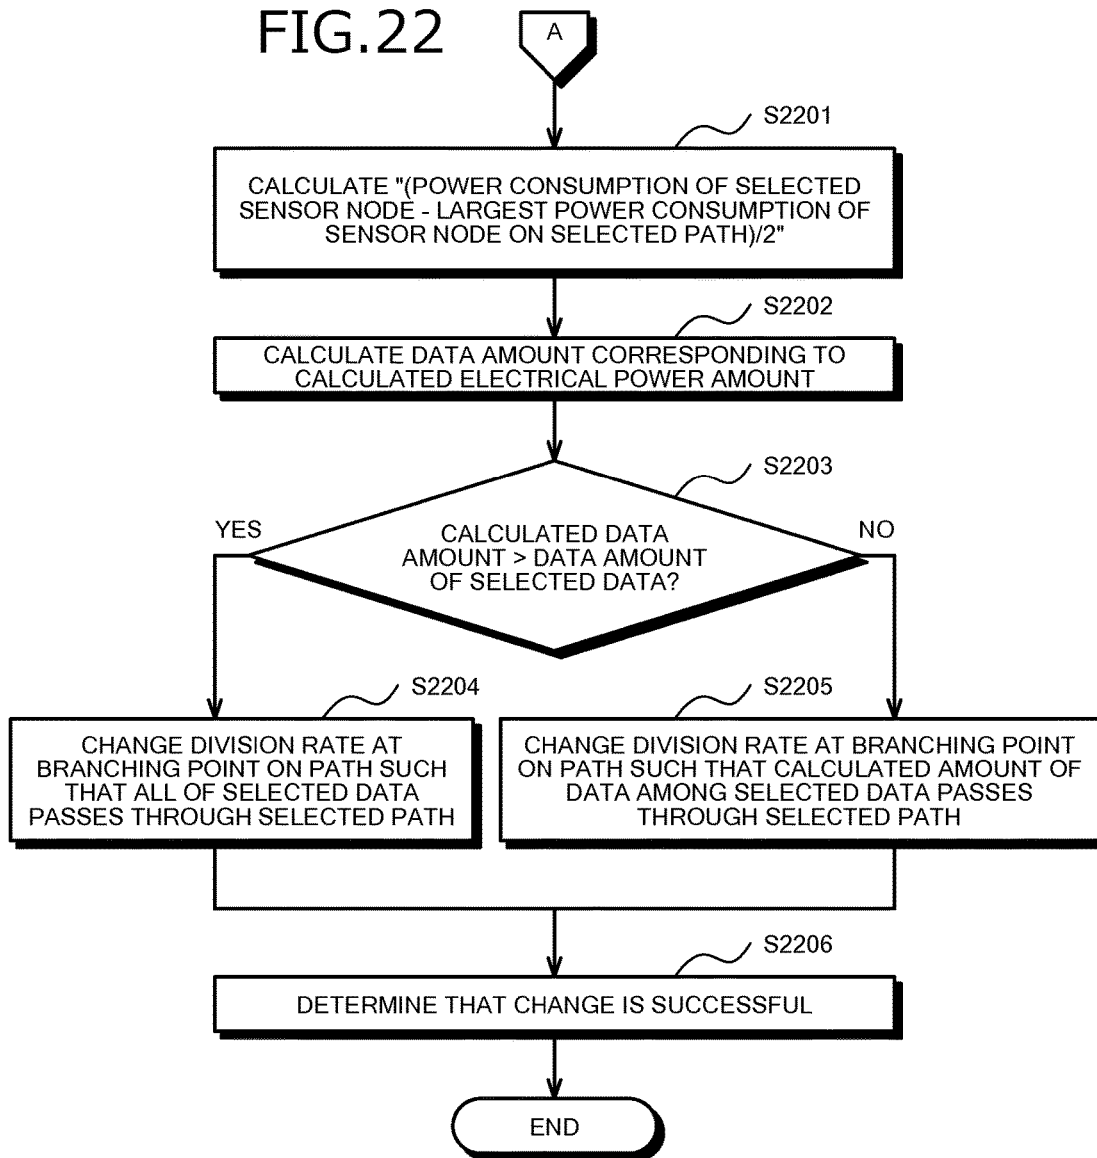 FIG.22
A
S2201
CALCULATE "(POWER CONSUMPTION OF SELECTED
SENSOR NODE - LARGEST POWER CONSUMPTION OF
SENSOR NODE ON SELECTED PATH)/2"
S2202
CALCULATE DATA AMOUNT CORRESPONDING TO
CALCULATED ELECTRICAL POWER AMOUNT
S2203
CALCULATED DATA
AMOUNT > DATA AMOUNT
OF SELECTED DATA?
YES
NO
S2204
CHANGE DIVISION RATE AT
BRANCHING POINT ON PATH SUCH
THAT ALL OF SELECTED DATA
PASSES THROUGH SELECTED PATH
S2205
CHANGE DIVISION RATE AT BRANCHING POINT
ON PATH SUCH THAT CALCULATED AMOUNT OF
DATA AMONG SELECTED DATA PASSES
THROUGH SELECTED PATH
S2206
DETERMINE THAT CHANGE IS SUCCESSFUL
END